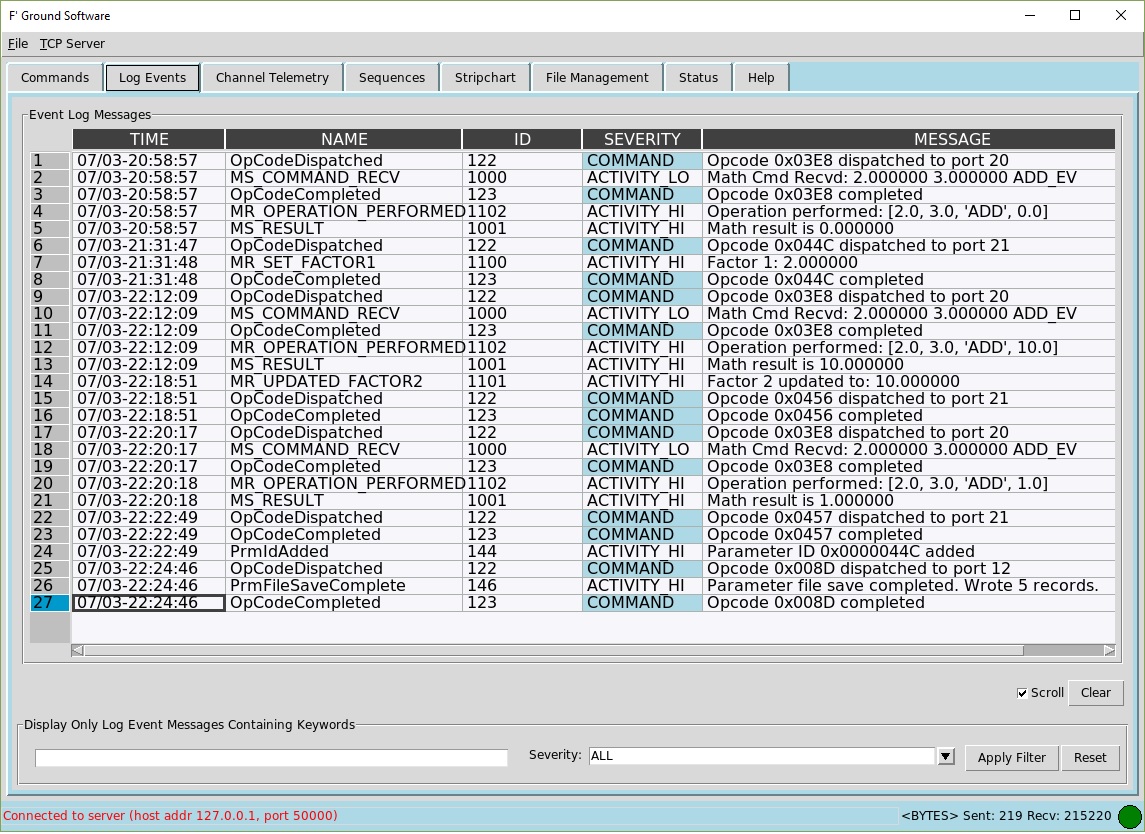 F' Ground Software
File TCP Server
Commands Log Events Channel Telemetry Sequences Stripchart File Management Status Help
Event Log Messages
TIME NAME ID SEVERITY MESSAGE
1 07/03-20:58:57 OpCodeDispatched 122 COMMAND Opcode 0x03E8 dispatched to port 20
2 07/03-20:58:57 MS_COMMAND_RECV 1000 ACTIVITY_LO Math Cmd Recvd: 2.000000 3.000000 ADD_EV
3 07/03-20:58:57 OpCodeCompleted 123 COMMAND Opcode 0x03E8 completed
4 07/03-20:58:57 MR_OPERATION_PERFORMED 1102 ACTIVITY_HI Operation performed: [2.0, 3.0, 'ADD', 0.0]
5 07/03-20:58:57 MS_RESULT 1001 ACTIVITY_HI Math result is 0.000000
6 07/03-21:31:47 OpCodeDispatched 122 COMMAND Opcode 0x044C dispatched to port 21
7 07/03-21:31:48 MR_SET_FACTOR1 1100 ACTIVITY_HI Factor 1: 2.000000
8 07/03-21:31:48 OpCodeCompleted 123 COMMAND Opcode 0x044C completed
9 07/03-22:12:09 OpCodeDispatched 122 COMMAND Opcode 0x03E8 dispatched to port 20
10 07/03-22:12:09 MS_COMMAND_RECV 1000 ACTIVITY_LO Math Cmd Recvd: 2.000000 3.000000 ADD_EV
11 07/03-22:12:09 OpCodeCompleted 123 COMMAND Opcode 0x03E8 completed
12 07/03-22:12:09 MR_OPERATION_PERFORMED 1102 ACTIVITY_HI Operation performed: [2.0, 3.0, 'ADD', 10.0]
13 07/03-22:12:09 MS_RESULT 1001 ACTIVITY_HI Math result is 10.000000
14 07/03-22:18:51 MR_UPDATED_FACTOR2 1101 ACTIVITY_HI Factor 2 updated to: 10.000000
15 07/03-22:18:51 OpCodeDispatched 122 COMMAND Opcode 0x0456 dispatched to port 21
16 07/03-22:18:51 OpCodeCompleted 123 COMMAND Opcode 0x0456 completed
17 07/03-22:20:17 OpCodeDispatched 122 COMMAND Opcode 0x03E8 dispatched to port 20
18 07/03-22:20:17 MS_COMMAND_RECV 1000 ACTIVITY_LO Math Cmd Recvd: 2.000000 3.000000 ADD_EV
19 07/03-22:20:17 OpCodeCompleted 123 COMMAND Opcode 0x03E8 completed
20 07/03-22:20:18 MR_OPERATION_PERFORMED 1102 ACTIVITY_HI Operation performed: [2.0, 3.0, 'ADD', 1.0]
21 07/03-22:20:18 MS_RESULT 1001 ACTIVITY_HI Math result is 1.000000
22 07/03-22:22:49 OpCodeDispatched 122 COMMAND Opcode 0x0457 dispatched to port 21
23 07/03-22:22:49 OpCodeCompleted 123 COMMAND Opcode 0x0457 completed
24 07/03-22:22:49 PrmIdAdded 144 ACTIVITY_HI Parameter ID 0x0000044C added
25 07/03-22:24:46 OpCodeDispatched 122 COMMAND Opcode 0x008D dispatched to port 12
26 07/03-22:24:46 PrmFileSaveComplete 146 ACTIVITY_HI Parameter file save completed. Wrote 5 records.
27 07/03-22:24:46 OpCodeCompleted 123 COMMAND Opcode 0x008D completed
Scroll Clear
Display Only Log Event Messages Containing Keywords
Severity: ALL Apply Filter Reset
Connected to server (host addr 127.0.0.1, port 50000) <BYTES> Sent: 219 Recv: 215220